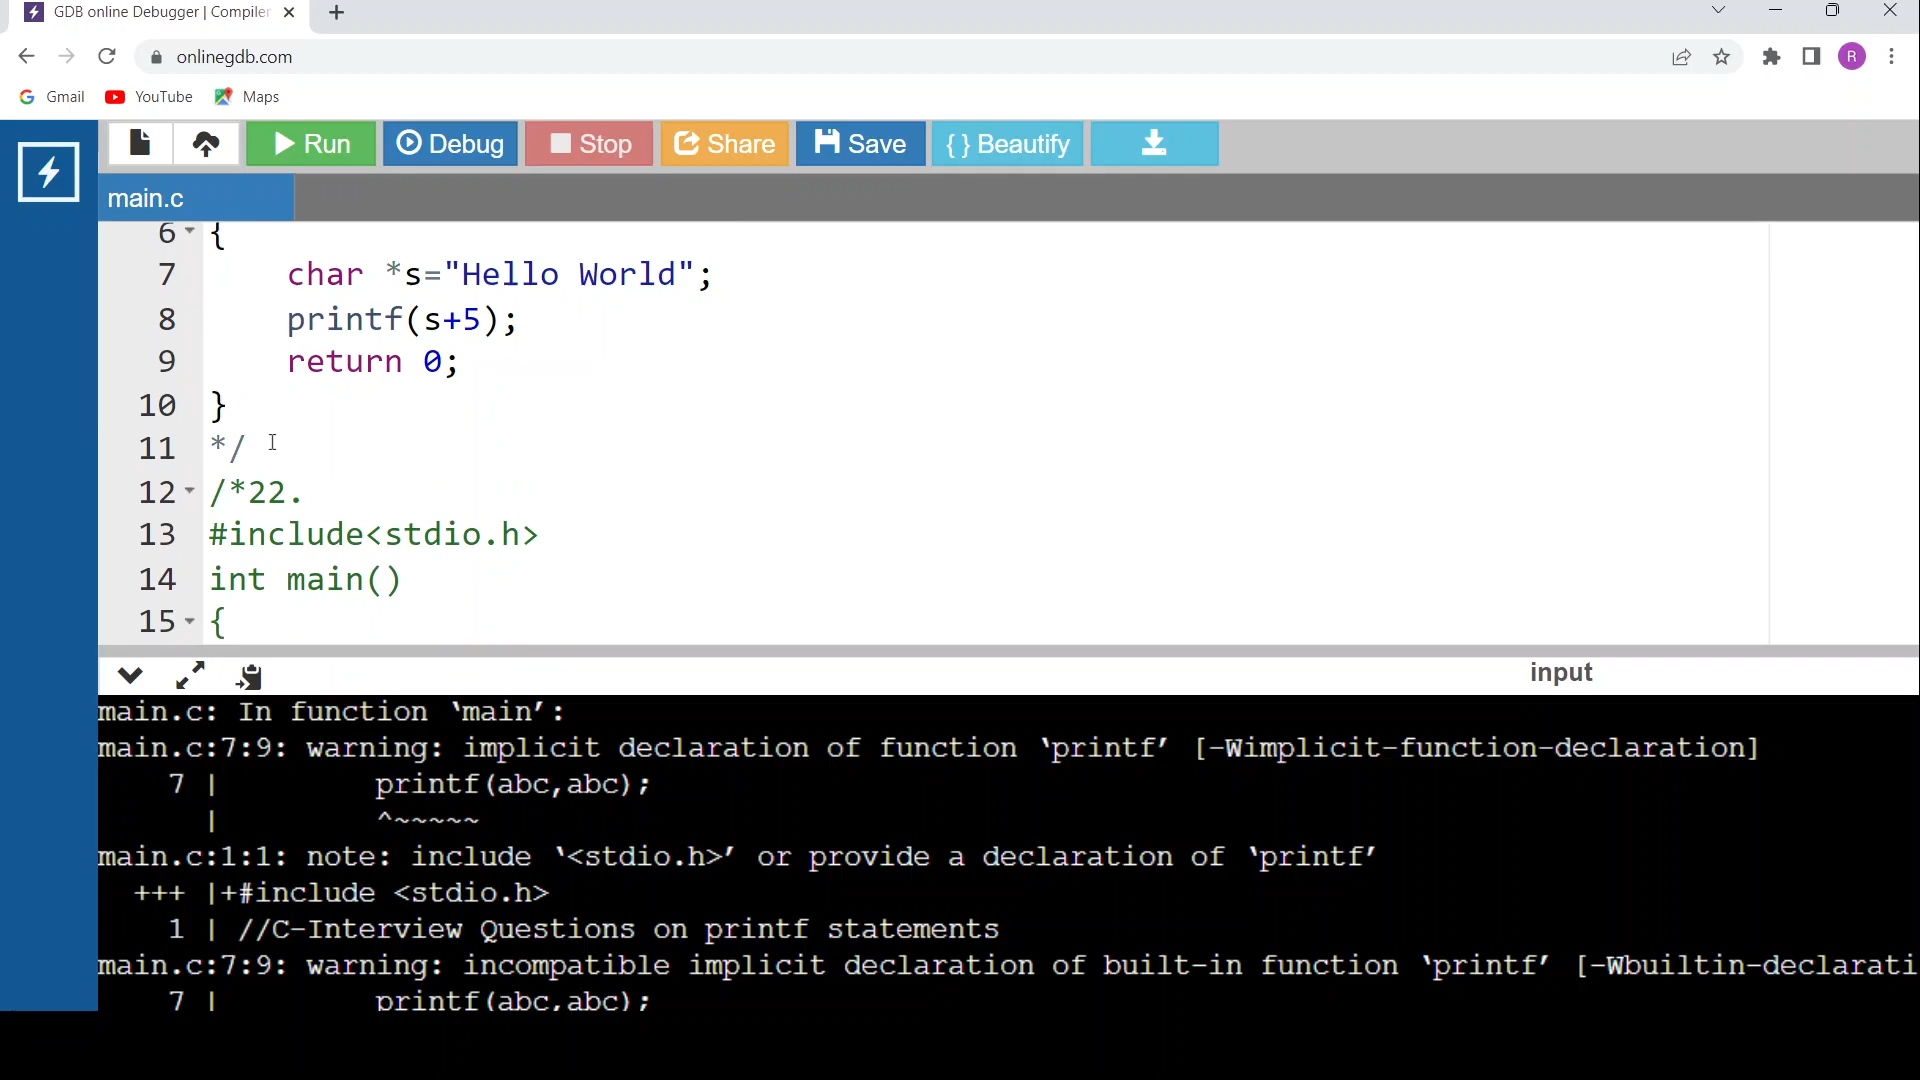 GDB online Debugger | Compiler
onlinegdb.com
R
Gmail
YouTube
Maps
Run
Debug
Stop
Share
Save
{ } Beautify
main.c
6 {
7 char *s="Hello World";
8 printf(s+5);
9 return 0;
10 }
11 */
12 /*22.
13 #include<stdio.h>
14 int main()
15 {
input
main.c: In function ‘main’:
main.c:7:9: warning: implicit declaration of function ‘printf’ [-Wimplicit-function-declaration]
7 | printf(abc,abc);
| ^~~~~~
main.c:1:1: note: include ‘<stdio.h>’ or provide a declaration of ‘printf’
+++ |+#include <stdio.h>
1 | //C-Interview Questions on printf statements
main.c:7:9: warning: incompatible implicit declaration of built-in function ‘printf’ [-Wbuiltin-declarati
7 | printf(abc,abc);